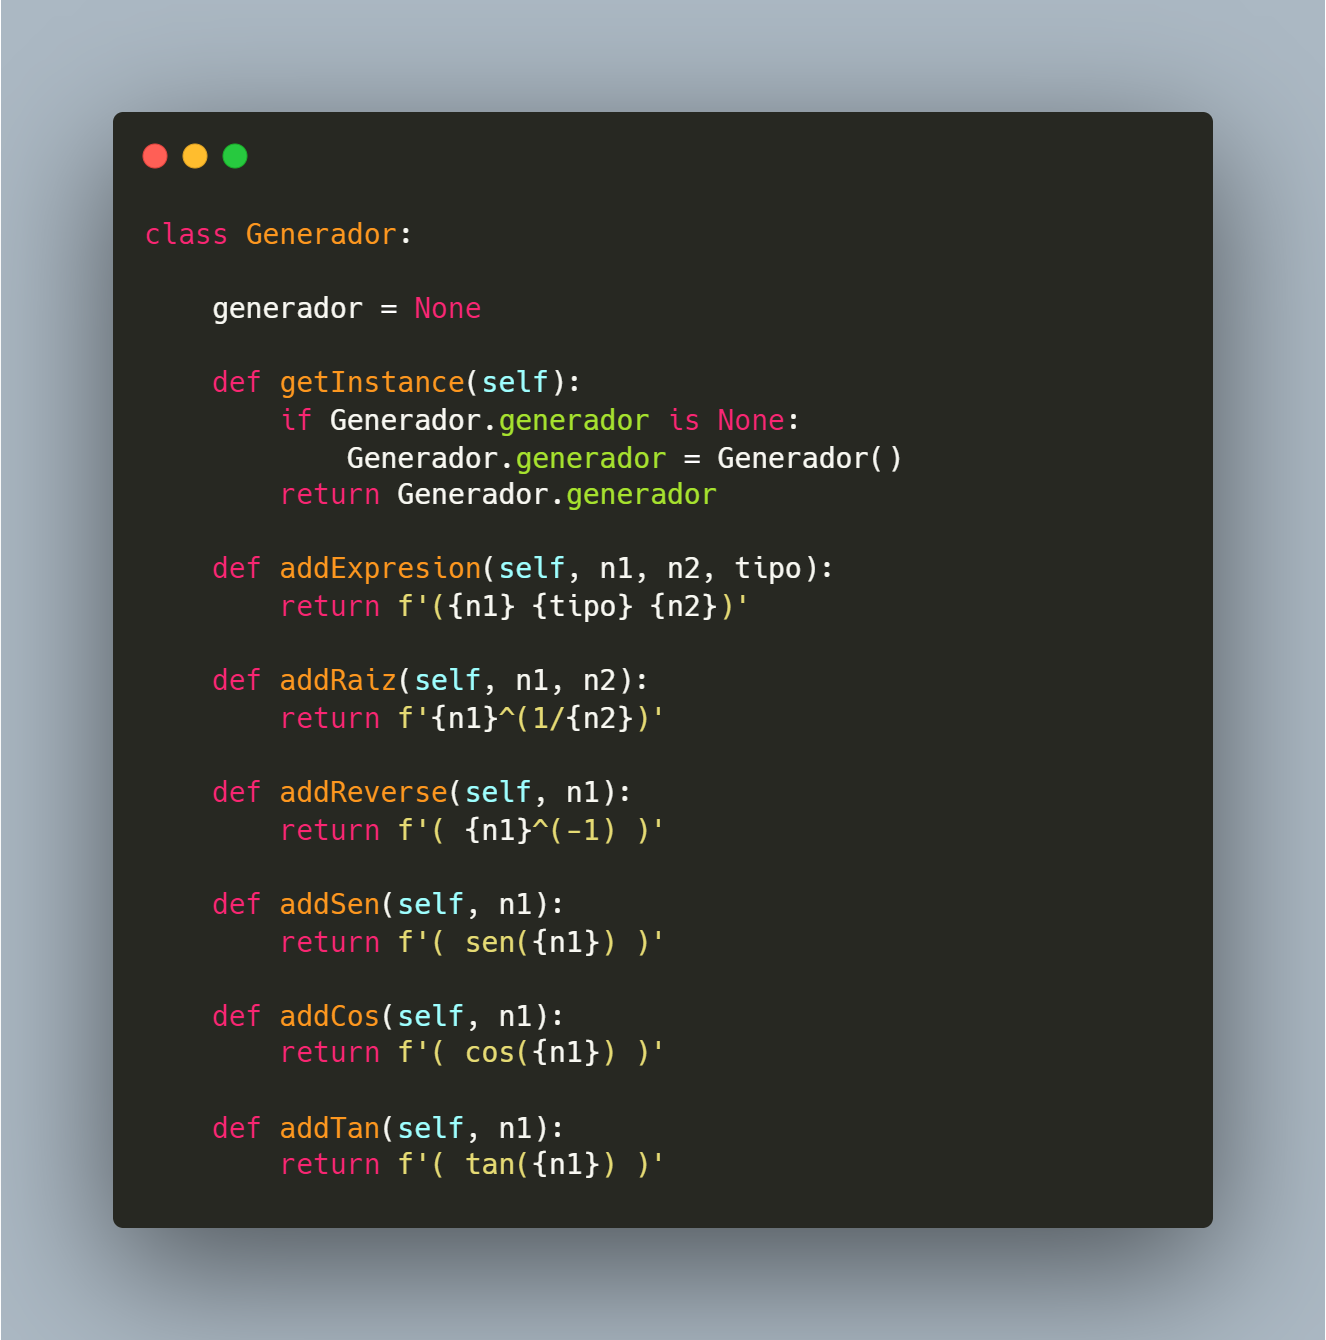 class Generador:

    generador = None

    def getInstance(self):
        if Generador.generador is None:
            Generador.generador = Generador()
        return Generador.generador

    def addExpresion(self, n1, n2, tipo):
        return f'({n1} {tipo} {n2})'

    def addRaiz(self, n1, n2):
        return f'{n1}^(1/{n2})'

    def addReverse(self, n1):
        return f'( {n1}^(-1) )'

    def addSen(self, n1):
        return f'( sen({n1}) )'

    def addCos(self, n1):
        return f'( cos({n1}) )'

    def addTan(self, n1):
        return f'( tan({n1}) )'